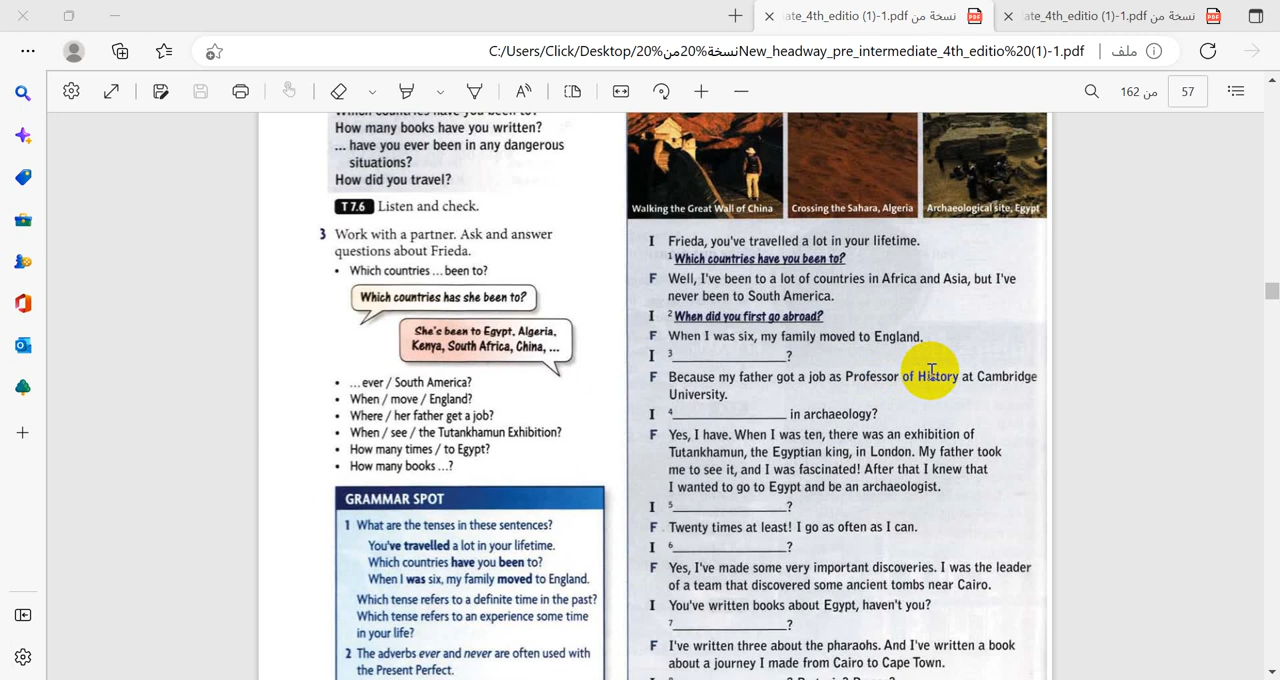 نسخة من ate_4th_editio (1)-1.pdf
نسخة من ate_4th_editio (1)-1.pdf
C:/Users/Click/Desktop/نسخة%20من%20New_headway_pre_intermediate_4th_editio%20(1)-1.pdf
ملف
57
من 162
How many books have you written?
... have you ever been in any dangerous
situations?
How did you travel?
T 7.6 Listen and check.
3 Work with a partner. Ask and answer
questions about Frieda.
• Which countries ... been to?
Which countries has she been to?
She's been to Egypt, Algeria,
Kenya, South Africa, China, ...
• ... ever / South America?
• When / move / England?
• Where / her father get a job?
• When / see / the Tutankhamun Exhibition?
• How many times / to Egypt?
• How many books ...?
GRAMMAR SPOT
1 What are the tenses in these sentences?
You've travelled a lot in your lifetime.
Which countries have you been to?
When I was six, my family moved to England.
Which tense refers to a definite time in the past?
Which tense refers to an experience some time
in your life?
2 The adverbs ever and never are often used with
the Present Perfect.
Walking the Great Wall of China
Crossing the Sahara, Algeria
Archaeological site, Egypt
I Frieda, you've travelled a lot in your lifetime.
1 Which countries have you been to?
F Well, I've been to a lot of countries in Africa and Asia, but I've
never been to South America.
I 2 When did you first go abroad?
F When I was six, my family moved to England.
I 3 ______________?
F Because my father got a job as Professor of History at Cambridge
University.
I 4 ______________ in archaeology?
F Yes, I have. When I was ten, there was an exhibition of
Tutankhamun, the Egyptian king, in London. My father took
me to see it, and I was fascinated! After that I knew that
I wanted to go to Egypt and be an archaeologist.
I 5 ______________?
F Twenty times at least! I go as often as I can.
I 6 ______________?
F Yes, I've made some very important discoveries. I was the leader
of a team that discovered some ancient tombs near Cairo.
I You've written books about Egypt, haven't you?
7 ______________?
F I've written three about the pharaohs. And I've written a book
about a journey I made from Cairo to Cape Town.